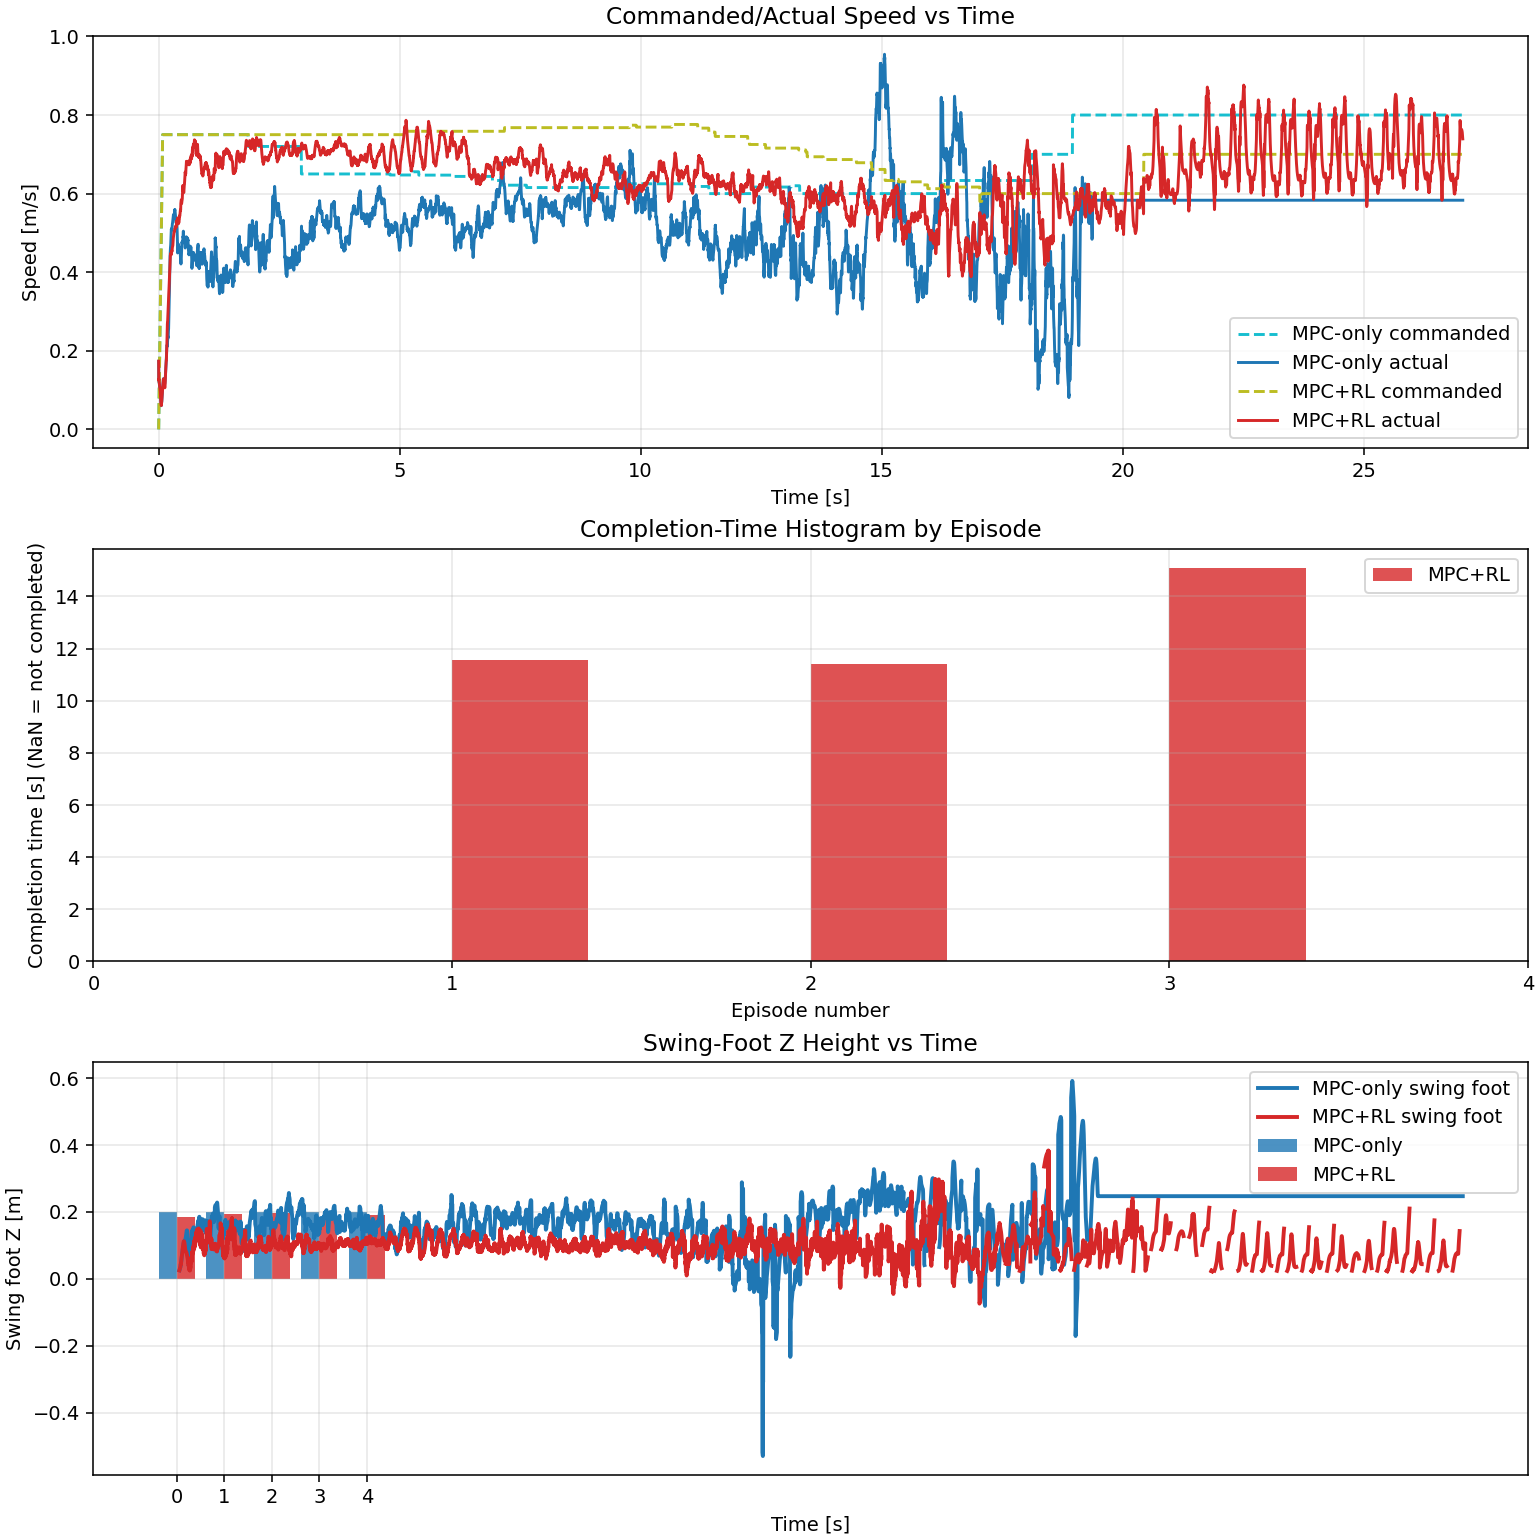 Commanded/Actual Speed vs Time
Speed [m/s]
1.0
0.8
0.6
0.4
0.2
0.0
MPC-only commanded
MPC-only actual
MPC+RL commanded
MPC+RL actual
0 5 10 15 20 25
Time [s]
Completion-Time Histogram by Episode
Completion time [s] (NaN = not completed)
14
12
10
8
6
4
2
0
MPC+RL
0 1 2 3 4
Episode number
Swing-Foot Z Height vs Time
Swing foot Z [m]
0.6
0.4
0.2
0.0
−0.2
−0.4
MPC-only swing foot
MPC+RL swing foot
MPC-only
MPC+RL
0 1 2 3 4
Time [s]